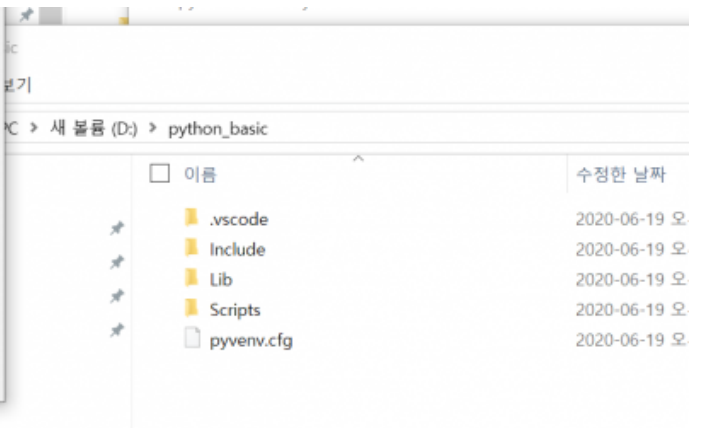 ic
보기
PC > 새 볼륨 (D:) > python_basic
이름 수정한 날짜
.vscode 2020-06-19 오
Include 2020-06-19 오
Lib 2020-06-19 오
Scripts 2020-06-19 오
pyvenv.cfg 2020-06-19 오